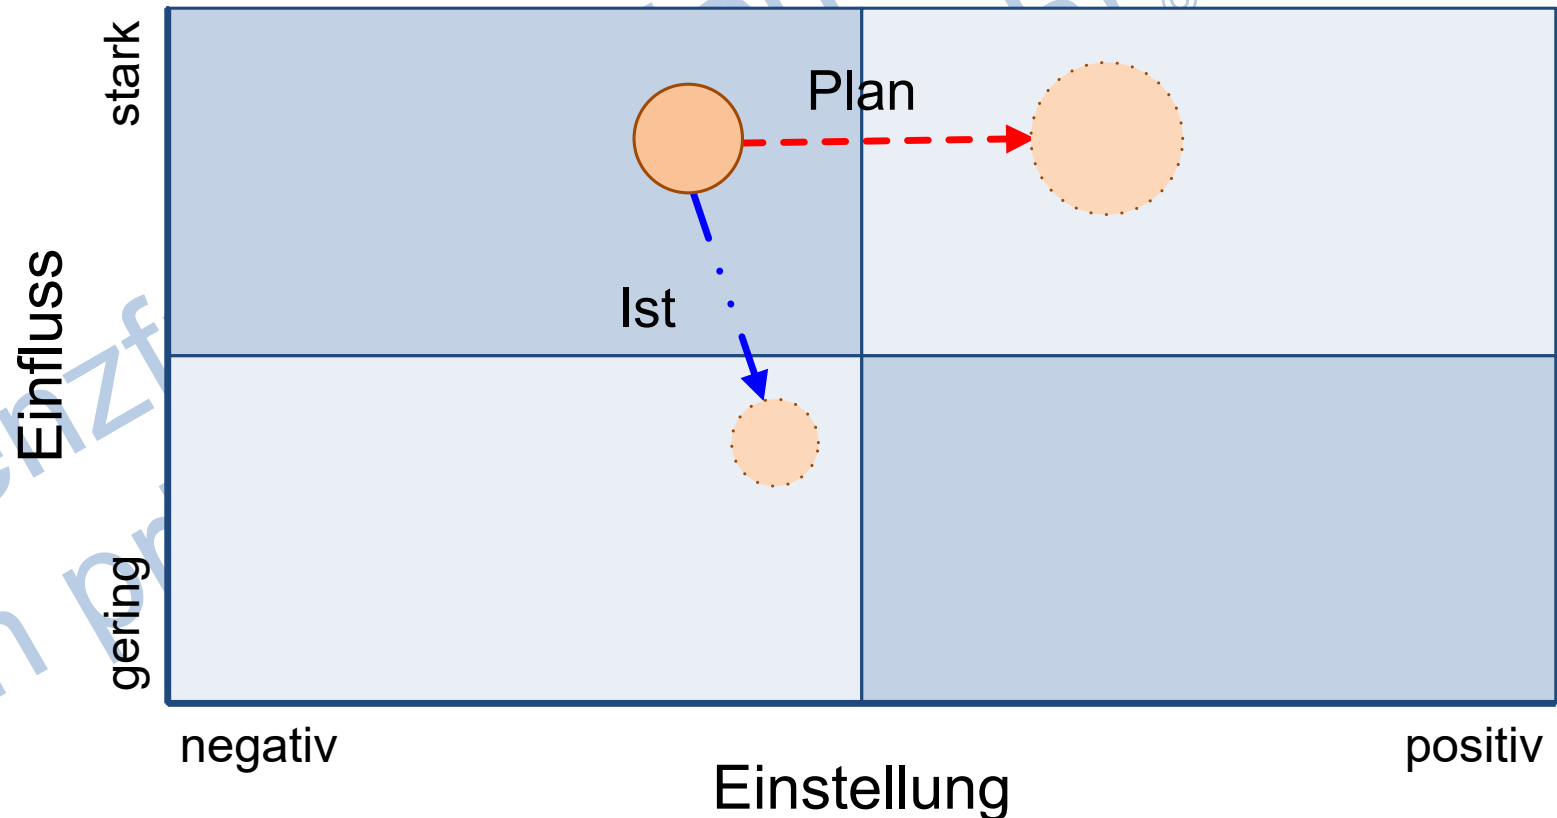 stark
Plan
Ist
Einfluss
gering
negativ
positiv
Einstellung